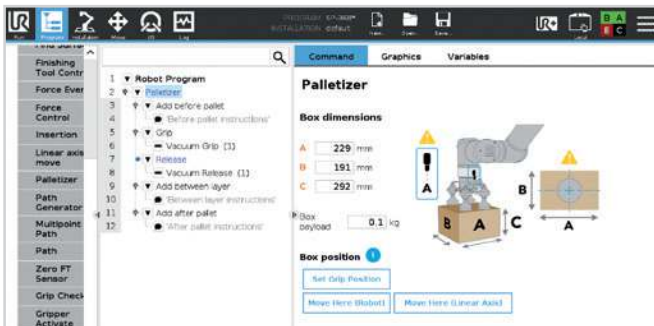 UR
UR+
B A
E C
Run
Program
Installation
Move
I/O
Log
PROGRAM
INSTALLATION default
New...
Open...
Save...
Local
Finishing
Tool Contr
Force Ever
Force
Control
Insertion
Linear axis
move
Palletizer
Path
Generator
Multipoint
Path
Path
Zero FT
Sensor
Grip Check
Gripper
Activate
1 Robot Program
2 Palletizer
3 Add before pallet
4 'Before pallet instructions'
5 Grip
6 Vacuum Grip (1)
7 Release
8 Vacuum Release (1)
9 Add between layer
10 'Between layer instructions'
11 Add after pallet
12 'After pallet instructions'
Command Graphics Variables
Palletizer
Box dimensions
A 229 mm
B 191 mm
C 292 mm
Box
payload 0.1 kg
Box position
Set Grip Position
Move Here (Robot) Move Here (Linear Axis)
A
1
B A C
B
A